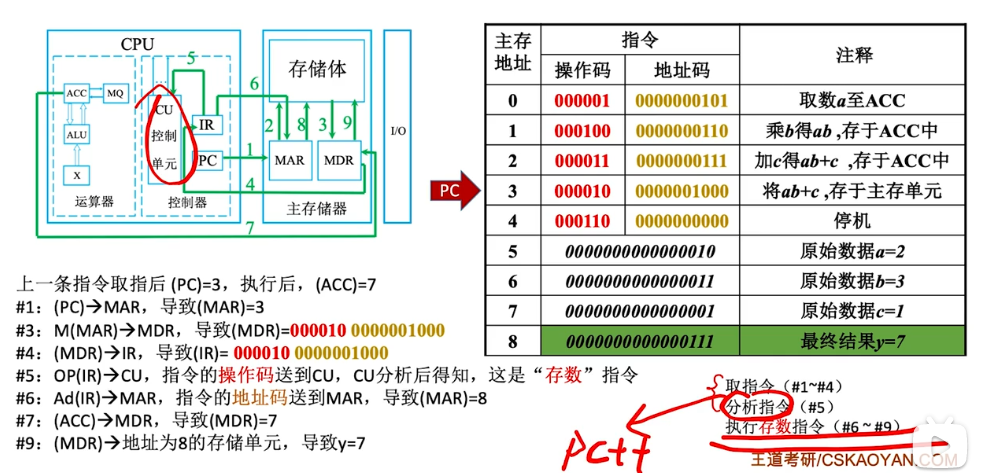 CPU
ACC
MQ
ALU
X
运算器
CU
控制
单元
IR
PC
控制器
存储体
MAR
MDR
主存储器
I/O
5
6
2
8
3
9
1
4
7
PC
主存
地址
指令
注释
操作码 地址码
0 000001 0000000101 取数a至ACC
1 000100 0000000110 乘b得ab ,存于ACC中
2 000011 0000000111 加c得ab+c ,存于ACC中
3 000010 0000001000 将ab+c ,存于主存单元
4 000110 0000000000 停机
5 0000000000000010 原始数据a=2
6 0000000000000011 原始数据b=3
7 0000000000000001 原始数据c=1
8 0000000000000111 最终结果y=7
上一条指令取指后 (PC)=3，执行后，(ACC)=7
#1：(PC)→MAR，导致(MAR)=3
#3：M(MAR)→MDR，导致(MDR)=000010 0000001000
#4：(MDR)→IR，导致(IR)= 000010 0000001000
#5：OP(IR)→CU，指令的操作码送到CU，CU分析后得知，这是“存数”指令
#6：Ad(IR)→MAR，指令的地址码送到MAR，导致(MAR)=8
#7：(ACC)→MDR，导致(MDR)=7
#9：(MDR)→地址为8的存储单元，导致y=7
取指令（#1~#4）
分析指令（#5）
执行存数指令（#6～#9）
王道考研/CSKAOYAN.COM